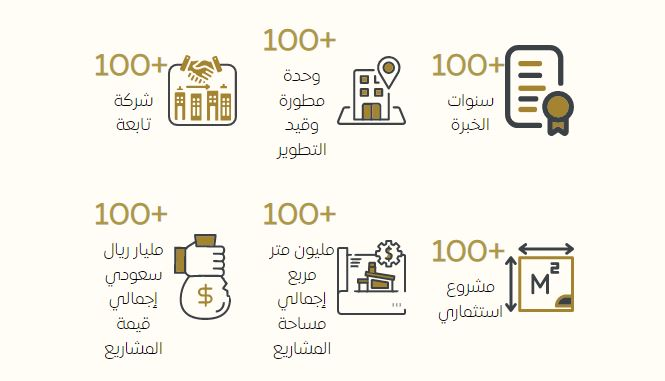 100+
سنوات
الخبرة
100+
وحدة
مطورة
وقيد
التطوير
100+
شركة
تابعة
100+
مشروع
استثماري
M²
100+
مليون متر
مربع
إجمالي
مساحة
المشاريع
100+
مليار ريال
سعودي
إجمالي
قيمة
المشاريع